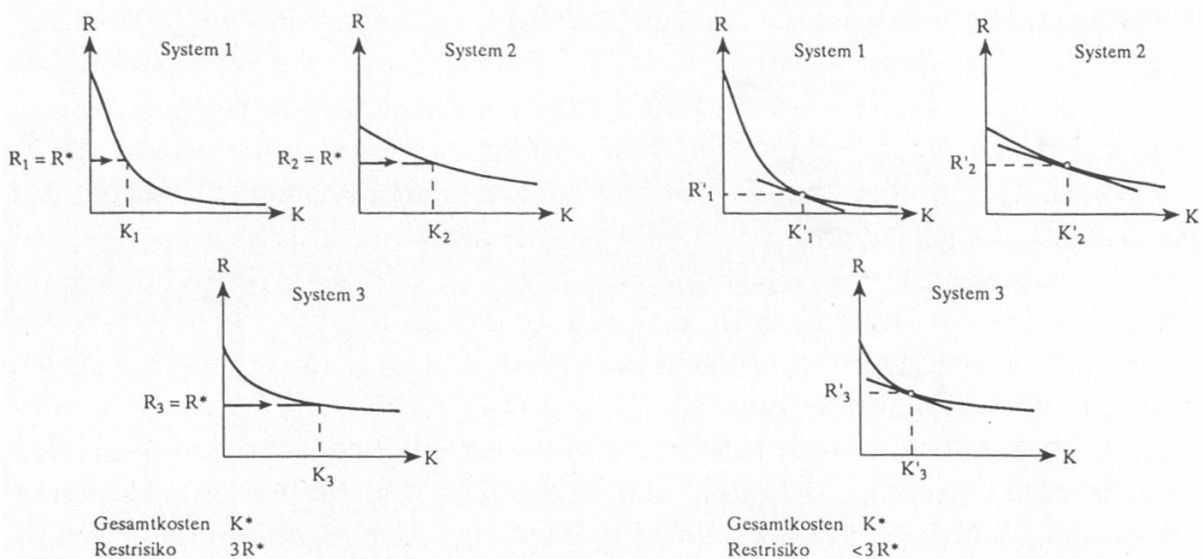 R
System 1
R₁ = R*
K₁
K
R
System 2
R₂ = R*
K₂
K
R
System 3
R₃ = R*
K₃
K
Gesamtkosten K*
Restrisiko 3R*
R
System 1
R'₁
K'₁
K
R
System 2
R'₂
K'₂
K
R
System 3
R'₃
K'₃
K
Gesamtkosten K*
Restrisiko <3R*